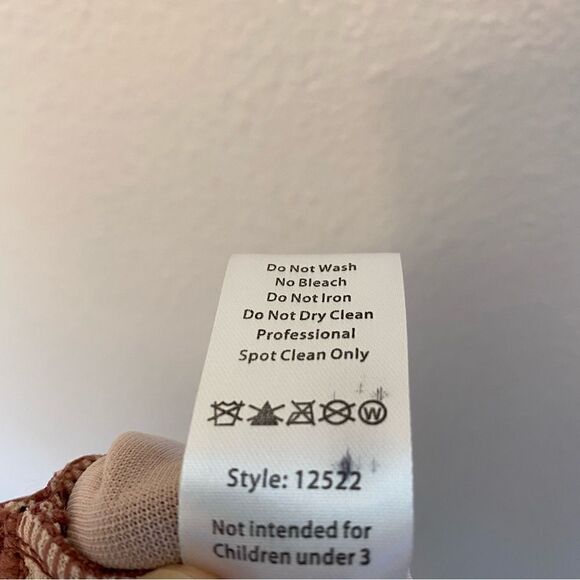 Do Not Wash
No Bleach
Do Not Iron
Do Not Dry Clean
Professional
Spot Clean Only
W
Style: 12522
Not intended for
Children under 3